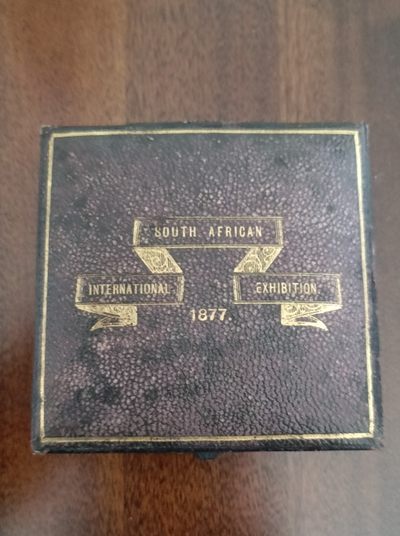 SOUTH AFRICAN
INTERNATIONAL EXHIBITION
1877.